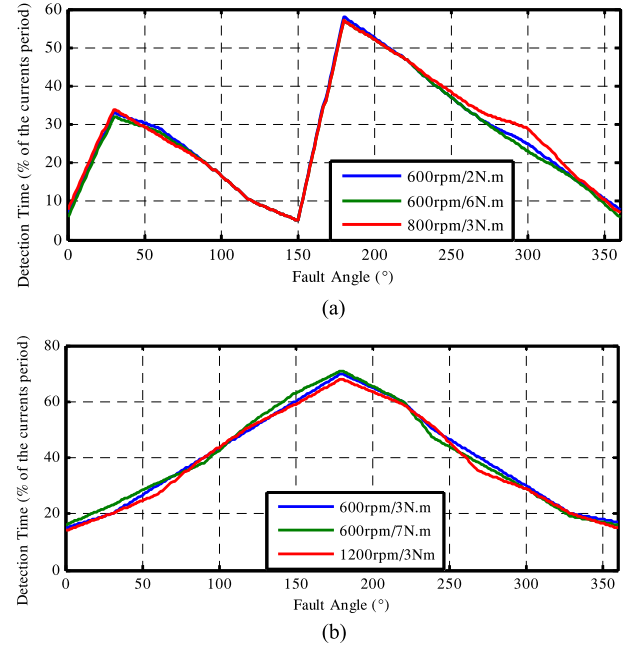 Detection Time (% of the currents period)
60
50
40
30
20
10
0
600rpm/2N.m
600rpm/6N.m
800rpm/3N.m
0 50 100 150 200 250 300 350
Fault Angle (°)
(a)
Detection Time (% of the currents period)
80
60
40
20
0
600rpm/3N.m
600rpm/7N.m
1200rpm/3Nm
0 50 100 150 200 250 300 350
Fault Angle (°)
(b)